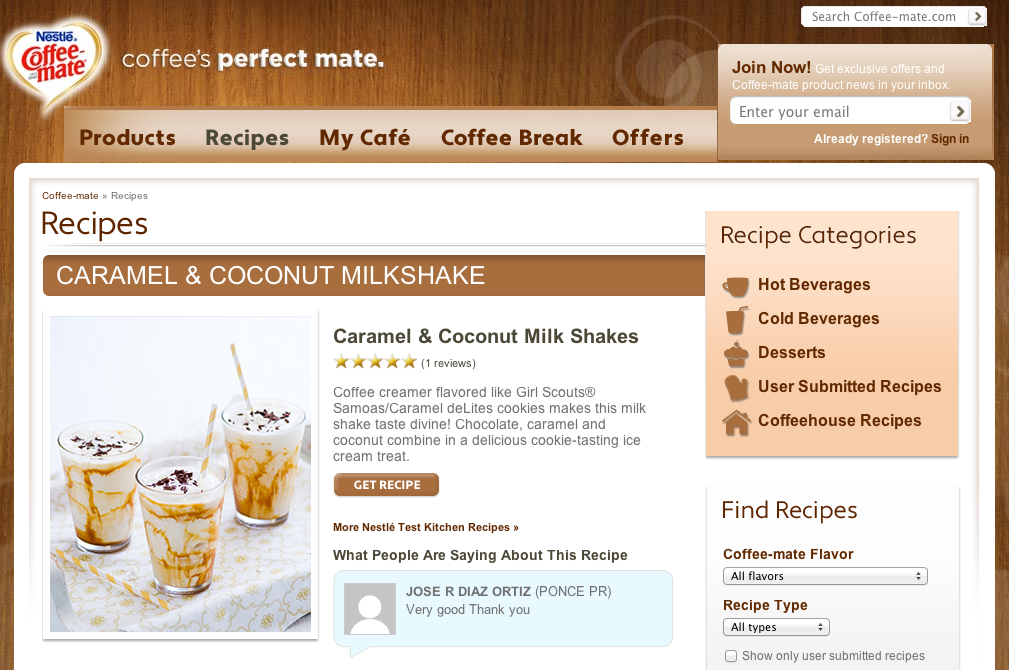 Search Coffee-mate.com
Nestlé
Coffee-
mate
coffee's perfect mate.
Join Now! Get exclusive offers and
Coffee-mate product news in your inbox.
Enter your email
Already registered? Sign in
Products Recipes My Café Coffee Break Offers
Coffee-mate » Recipes
Recipes
CARAMEL & COCONUT MILKSHAKE
Caramel & Coconut Milk Shakes
(1 reviews)
Coffee creamer flavored like Girl Scouts®
Samoas/Caramel deLites cookies makes this milk
shake taste divine! Chocolate, caramel and
coconut combine in a delicious cookie-tasting ice
cream treat.
GET RECIPE
More Nestlé Test Kitchen Recipes »
What People Are Saying About This Recipe
JOSE R DIAZ ORTIZ (PONCE PR)
Very good Thank you
Recipe Categories
Hot Beverages
Cold Beverages
Desserts
User Submitted Recipes
Coffeehouse Recipes
Find Recipes
Coffee-mate Flavor
All flavors
Recipe Type
All types
Show only user submitted recipes